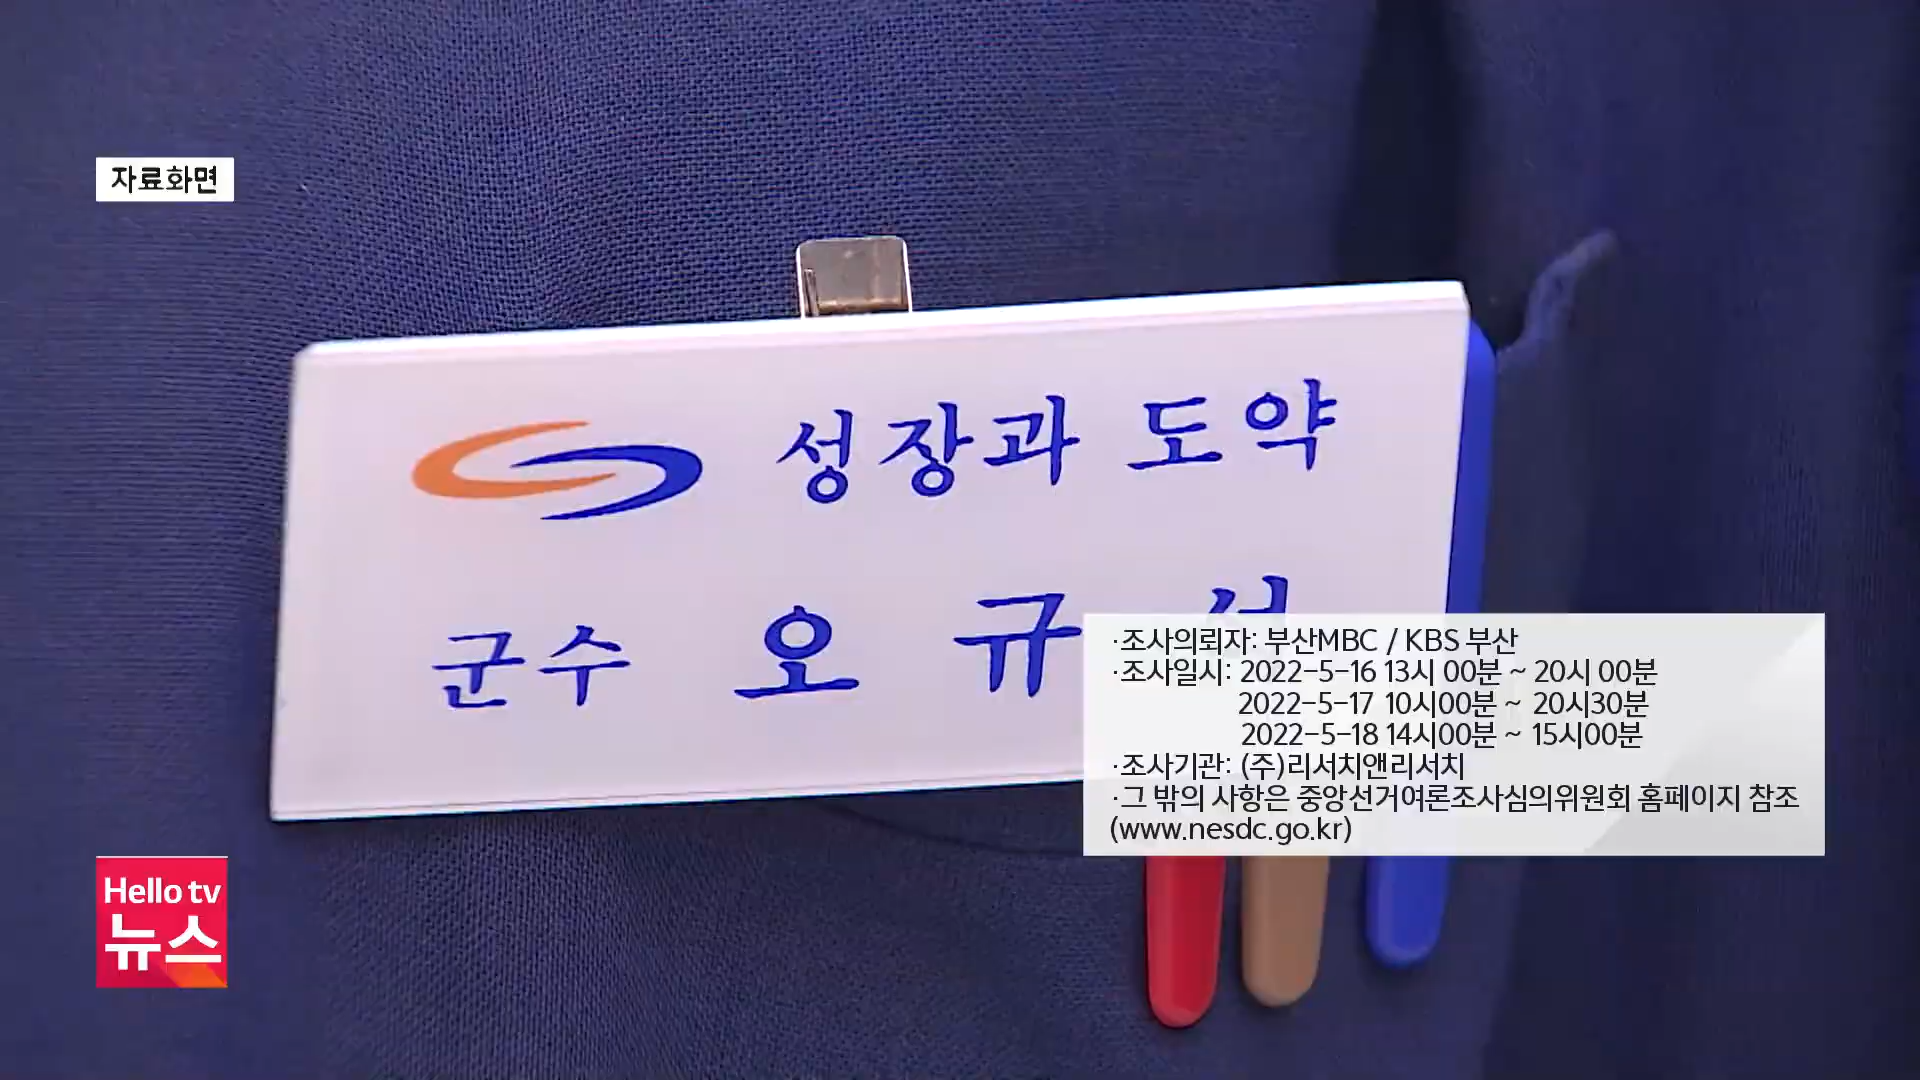 자료화면
성장과 도약
군수 오 규
·조사의뢰자: 부산MBC / KBS 부산
·조사일시: 2022-5-16 13시 00분 ~ 20시 00분
2022-5-17 10시00분 ~ 20시30분
2022-5-18 14시00분 ~ 15시00분
·조사기관: (주)리서치앤리서치
·그 밖의 사항은 중앙선거여론조사심의위원회 홈페이지 참조
(www.nesdc.go.kr)
Hello tv
뉴스